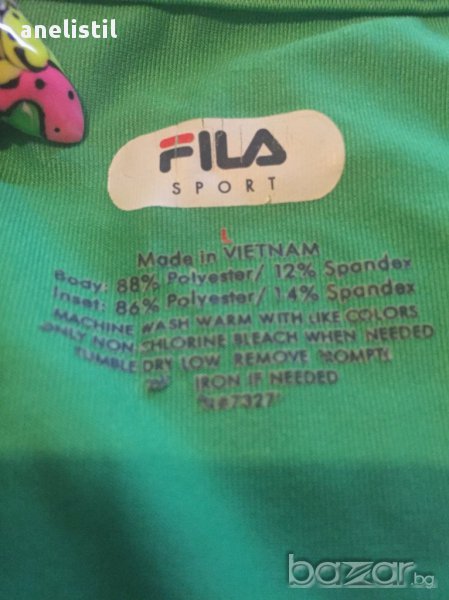 anelistil
FILA
SPORT
L
Made in VIETNAM
Body: 88% Polyester/ 12% Spandex
Inset: 86% Polyester/ 14% Spandex
MACHINE WASH WARM WITH LIKE COLORS
ONLY NON CHLORINE BLEACH WHEN NEEDED
TUMBLE DRY LOW REMOVE ROMPTL
IRON IF NEEDED
bazar.bg